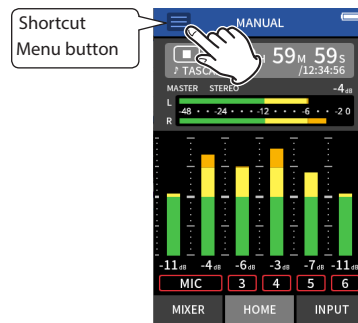 Shortcut
Menu button
MANUAL
59M 59s
♪ TASCA
/12:34:56
MASTER STEREO -4dB
L
-48 · · · -24 · · · · -12 · · · -6 · · -2 0
R
-11dB -4dB -6dB -3dB -7dB -11dB
MIC 3 4 5 6
MIXER HOME INPUT